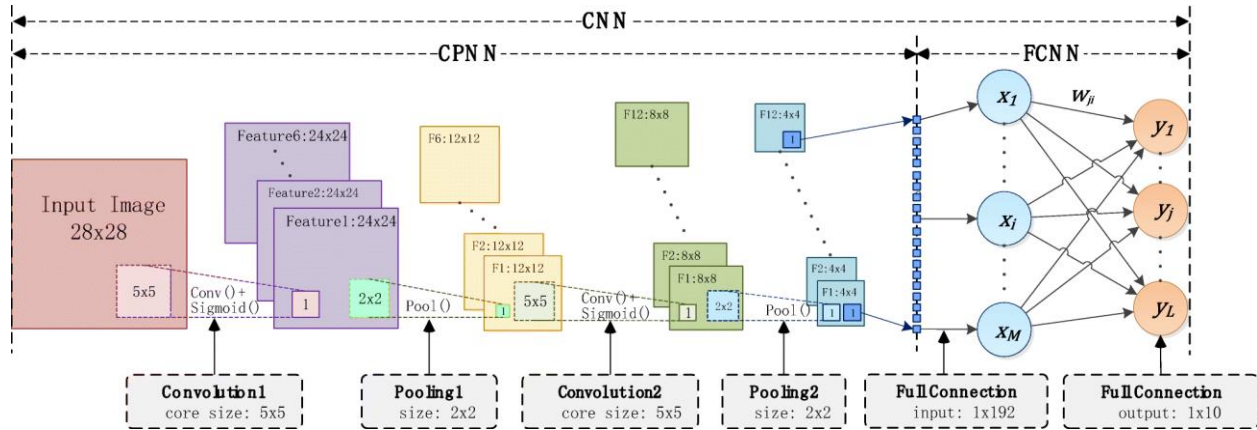 CNN
CPNN
FCNN
Input Image
28x28
5x5
Conv()+
Sigmoid()
Feature6:24x24
Feature2:24x24
Feature1:24x24
1
2x2
Pool()
F6:12x12
F2:12x12
F1:12x12
1
5x5
Conv()+
Sigmoid()
F12:8x8
F2:8x8
F1:8x8
1
2x2
Pool()
F12:4x4
1
F2:4x4
F1:4x4
1
1
x1
xi
xM
Wji
y1
yj
yL
Convolution1
core size: 5x5
Pooling1
size: 2x2
Convolution2
core size: 5x5
Pooling2
size: 2x2
FullConnection
input: 1x192
FullConnection
output: 1x10